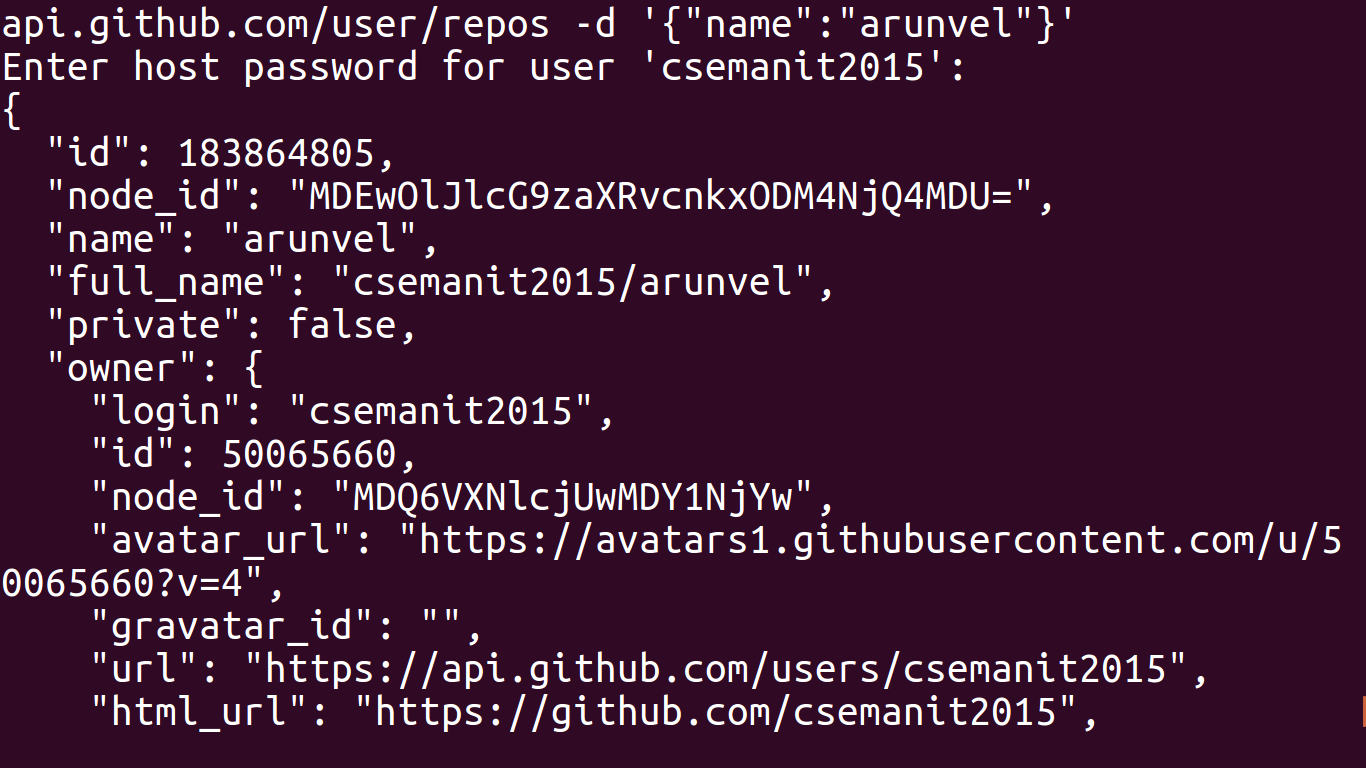 api.github.com/user/repos -d '{"name":"arunvel"}'
Enter host password for user 'csemanit2015':
{
  "id": 183864805,
  "node_id": "MDEwOlJlcG9zaXRvcnkxODM4NjQ4MDU=",
  "name": "arunvel",
  "full_name": "csemanit2015/arunvel",
  "private": false,
  "owner": {
    "login": "csemanit2015",
    "id": 50065660,
    "node_id": "MDQ6VXNlcjUwMDY1NjYw",
    "avatar_url": "https://avatars1.githubusercontent.com/u/5
0065660?v=4",
    "gravatar_id": "",
    "url": "https://api.github.com/users/csemanit2015",
    "html_url": "https://github.com/csemanit2015",